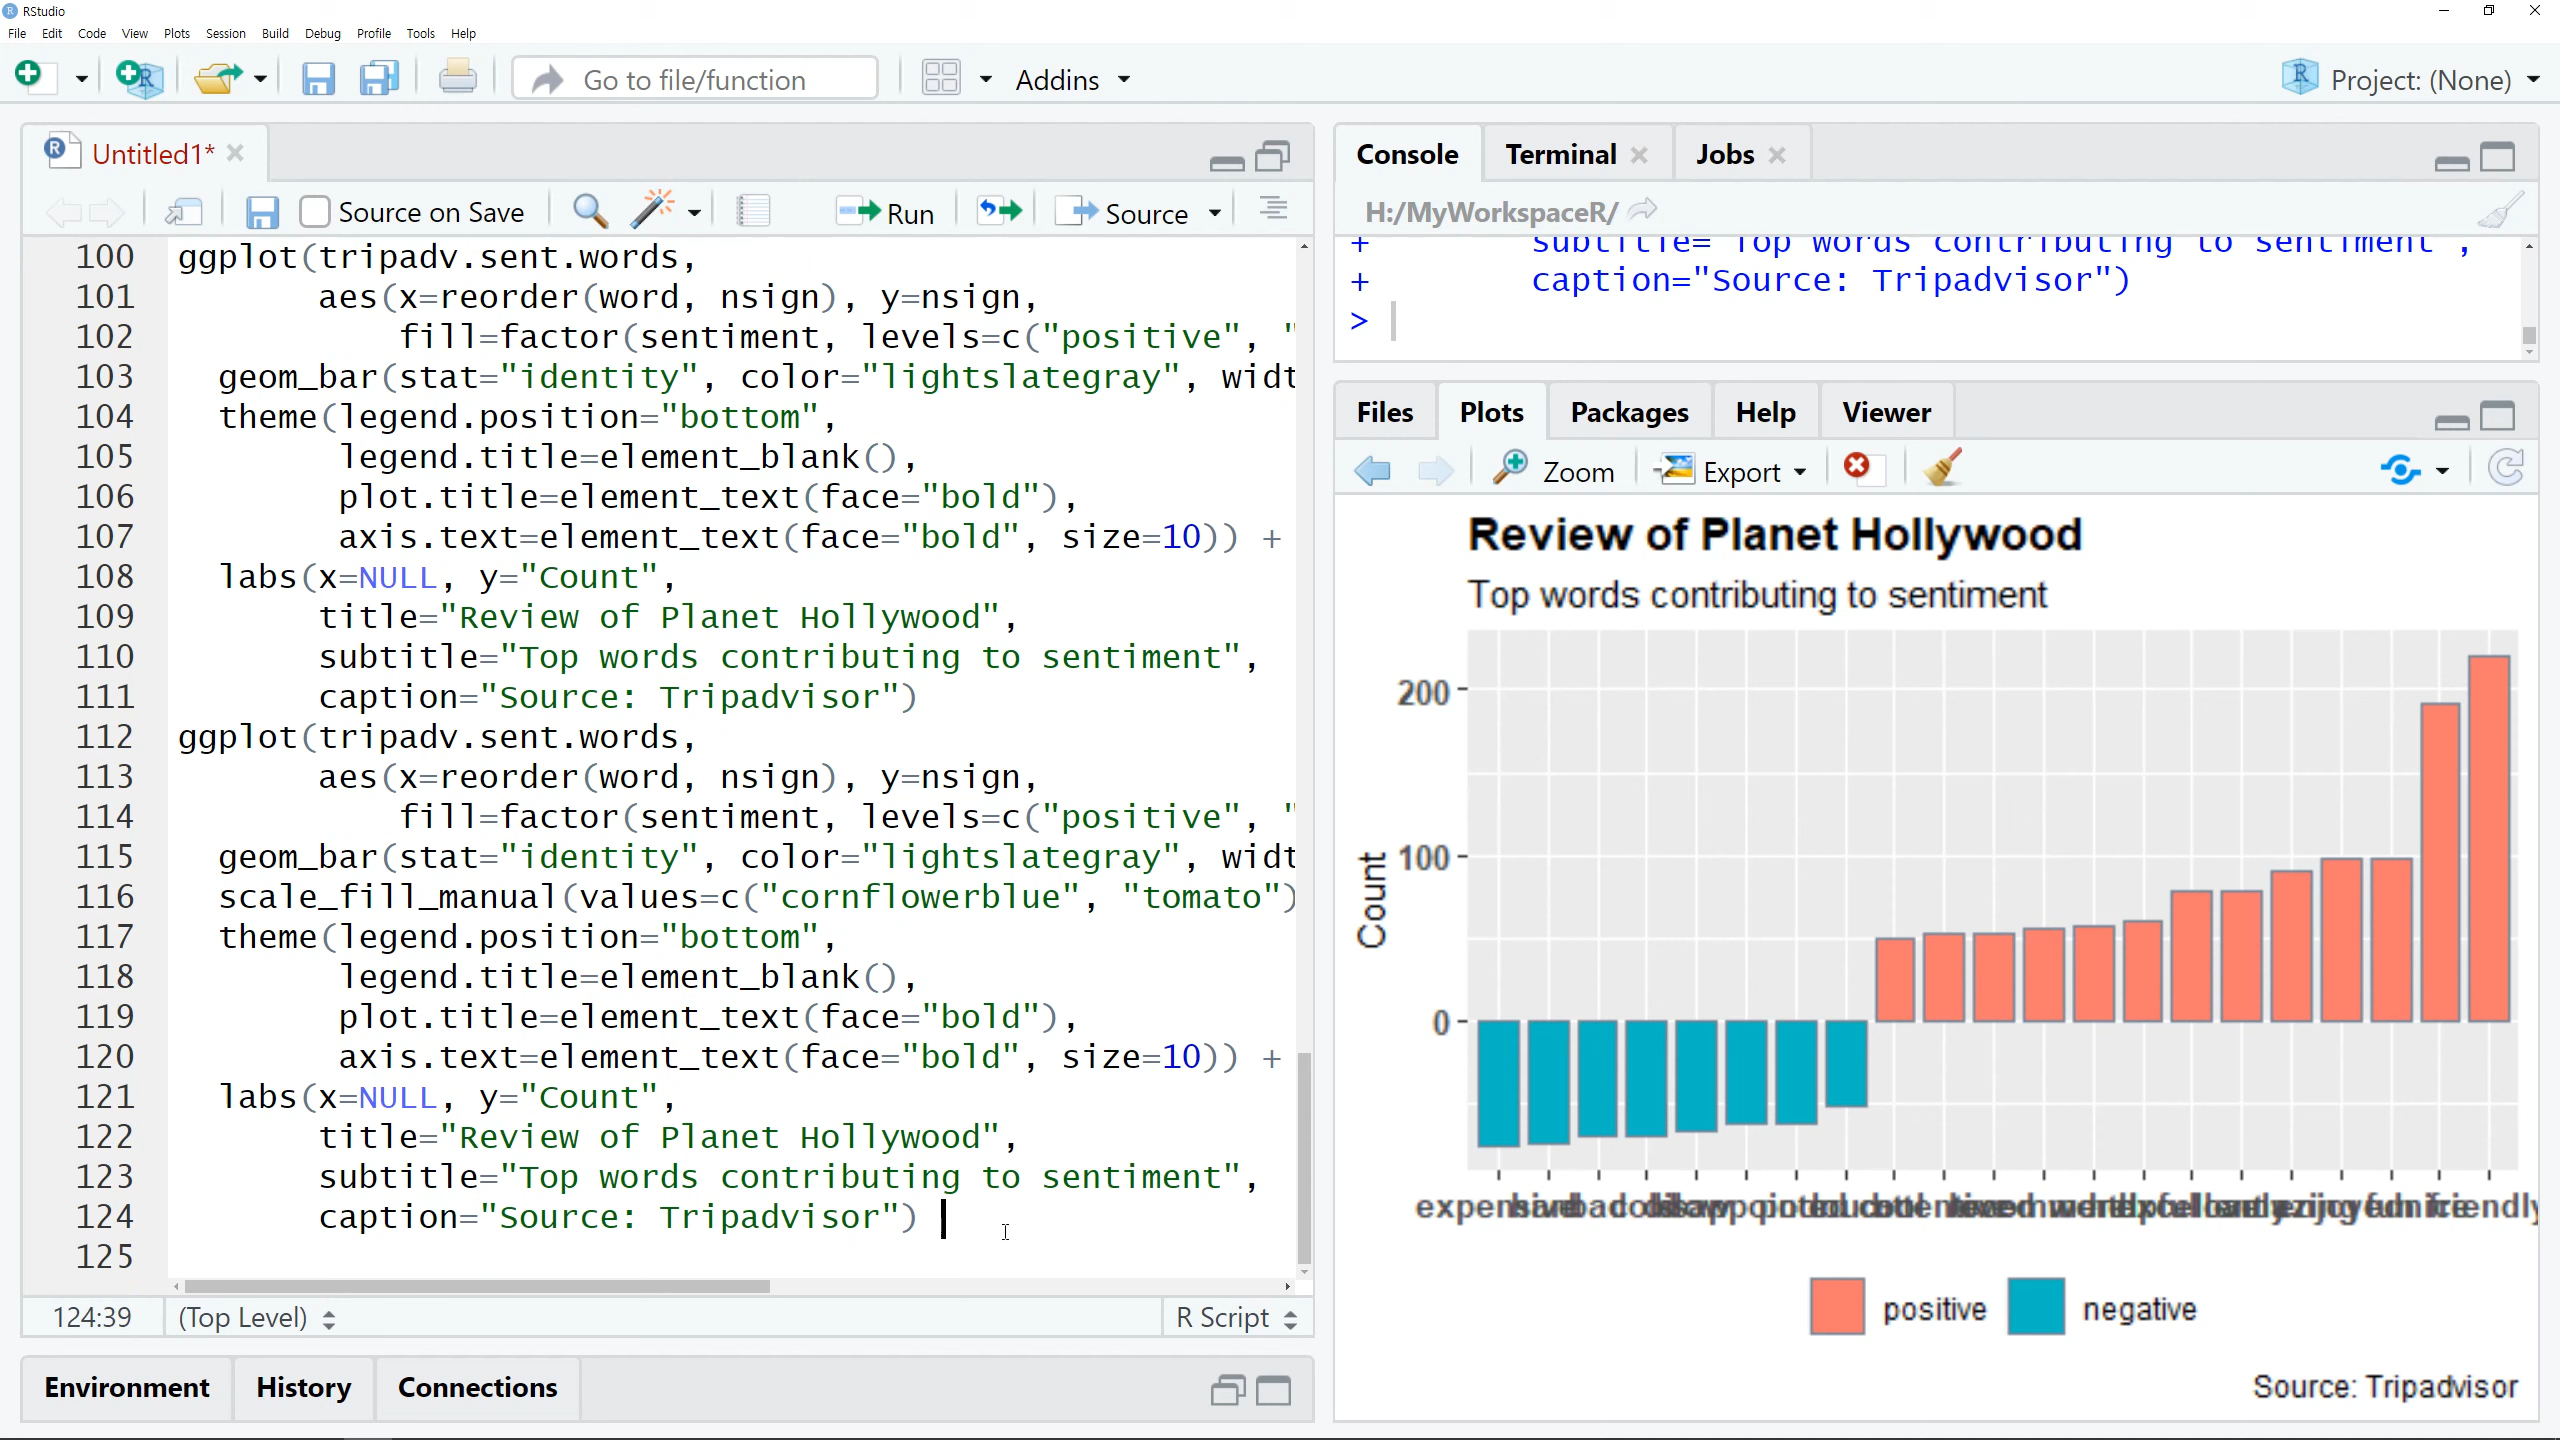 RStudio
File Edit Code View Plots Session Build Debug Profile Tools Help
Go to file/function
Addins
Project: (None)
Untitled1*
Source on Save
Run
Source
100 ggplot(tripadv.sent.words,
101 aes(x=reorder(word, nsign), y=nsign,
102 fill=factor(sentiment, levels=c("positive", "
103 geom_bar(stat="identity", color="lightslategray", widt
104 theme(legend.position="bottom",
105 legend.title=element_blank(),
106 plot.title=element_text(face="bold"),
107 axis.text=element_text(face="bold", size=10)) +
108 labs(x=NULL, y="Count",
109 title="Review of Planet Hollywood",
110 subtitle="Top words contributing to sentiment",
111 caption="Source: Tripadvisor")
112 ggplot(tripadv.sent.words,
113 aes(x=reorder(word, nsign), y=nsign,
114 fill=factor(sentiment, levels=c("positive", "
115 geom_bar(stat="identity", color="lightslategray", widt
116 scale_fill_manual(values=c("cornflowerblue", "tomato")
117 theme(legend.position="bottom",
118 legend.title=element_blank(),
119 plot.title=element_text(face="bold"),
120 axis.text=element_text(face="bold", size=10)) +
121 labs(x=NULL, y="Count",
122 title="Review of Planet Hollywood",
123 subtitle="Top words contributing to sentiment",
124 caption="Source: Tripadvisor")
125
124:39 (Top Level) R Script
Environment History Connections
Console Terminal Jobs
H:/MyWorkspaceR/
+ subtitle="Top words contributing to sentiment",
+ caption="Source: Tripadvisor")
>
Files Plots Packages Help Viewer
Zoom Export
Review of Planet Hollywood
Top words contributing to sentiment
Count
200
100
0
expensive
friendly
positive negative
Source: Tripadvisor